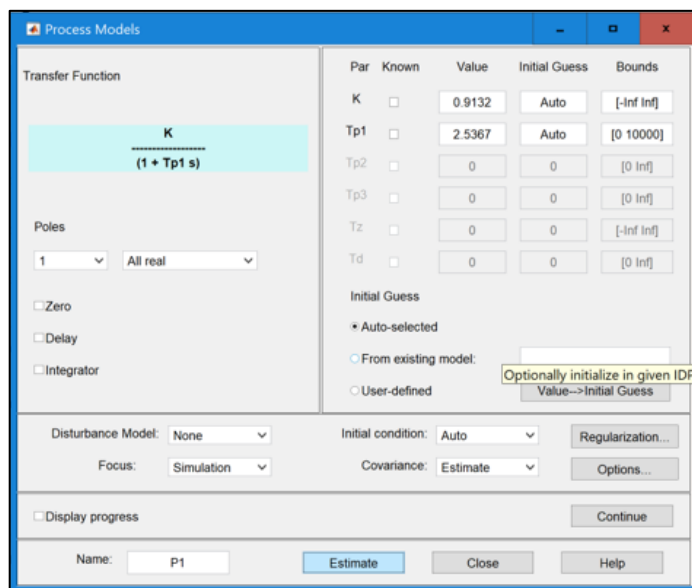 Process Models
Transfer Function
K
------------------
(1 + Tp1 s)
Poles
1 All real
Zero
Delay
Integrator
Par Known Value Initial Guess Bounds
K 0.9132 Auto [-Inf Inf]
Tp1 2.5367 Auto [0 10000]
Tp2 0 0 [0 Inf]
Tp3 0 0 [0 Inf]
Tz 0 0 [-Inf Inf]
Td 0 0 [0 Inf]
Initial Guess
Auto-selected
From existing model:
Optionally initialize in given IDP
User-defined Value-->Initial Guess
Disturbance Model: None Initial condition: Auto Regularization...
Focus: Simulation Covariance: Estimate Options...
Display progress Continue
Name: P1 Estimate Close Help